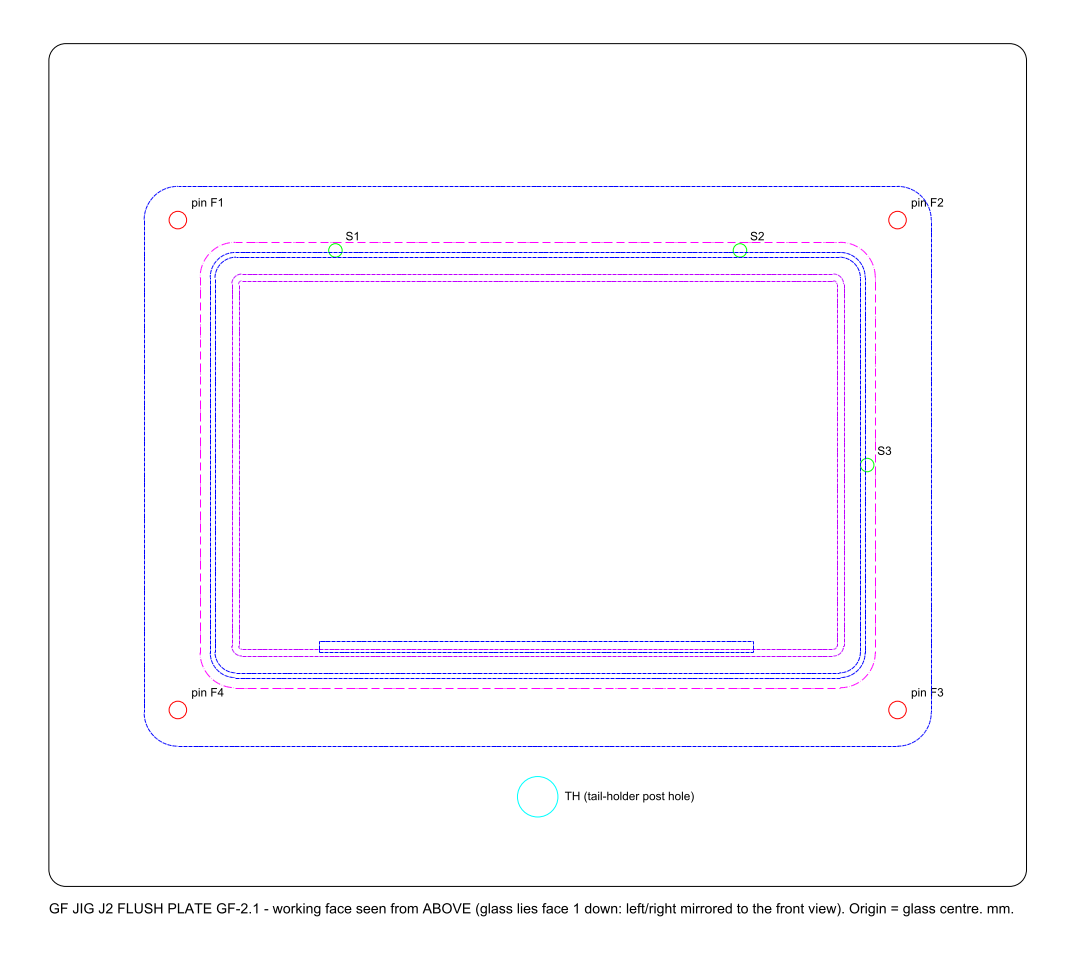 pin F1
pin F2
S1
S2
S3
pin F4
pin F3
TH (tail-holder post hole)
GF JIG J2 FLUSH PLATE GF-2.1 - working face seen from ABOVE (glass lies face 1 down: left/right mirrored to the front view). Origin = glass centre. mm.